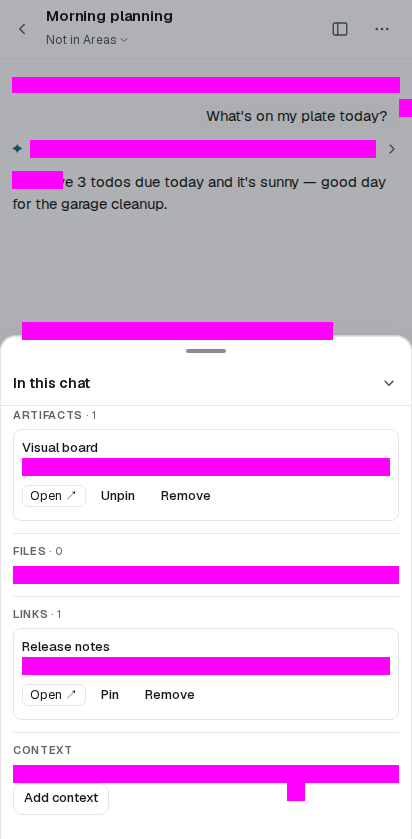 Morning planning
Not in Areas
What's on my plate today?
3 todos due today and it's sunny — good day
for the garage cleanup.
In this chat
ARTIFACTS · 1
Visual board
Open ↗ Unpin Remove
FILES · 0
LINKS · 1
Release notes
Open ↗ Pin Remove
CONTEXT
Add context